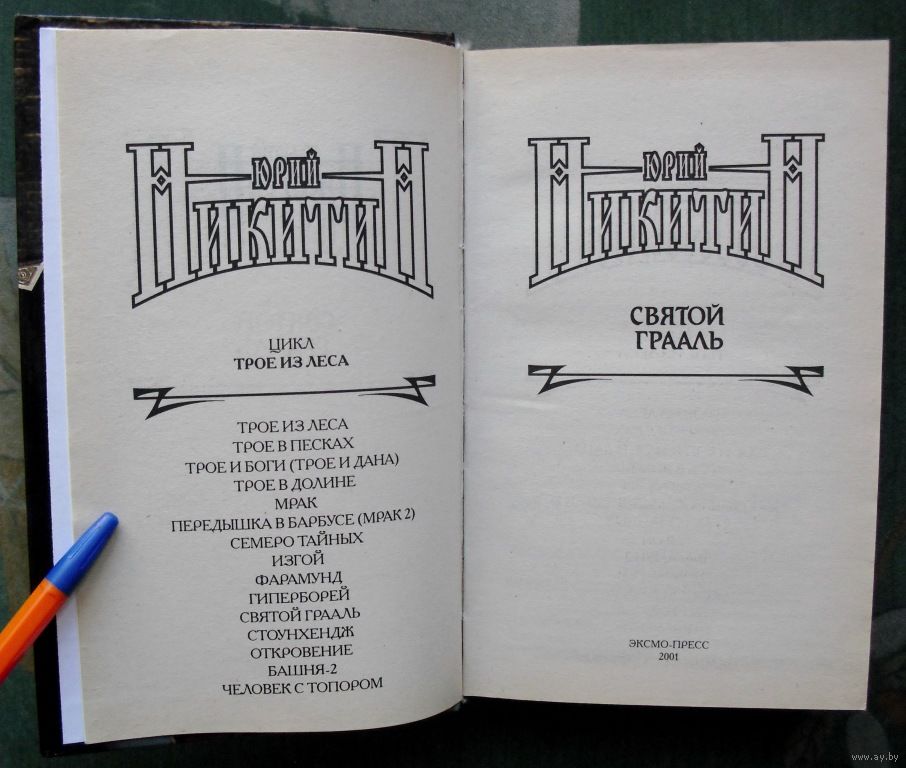 ЮРИЙ
НИКИТИН
ЦИКЛ
ТРОЕ ИЗ ЛЕСА
ТРОЕ ИЗ ЛЕСА
ТРОЕ В ПЕСКАХ
ТРОЕ И БОГИ (ТРОЕ И ДАНА)
ТРОЕ В ДОЛИНЕ
МРАК
ПЕРЕДЫШКА В БАРБУСЕ (МРАК 2)
СЕМЕРО ТАЙНЫХ
ИЗГОЙ
ФАРАМУНД
ГИПЕРБОРЕЙ
СВЯТОЙ ГРААЛЬ
СТОУНХЕНДЖ
ОТКРОВЕНИЕ
БАШНЯ-2
ЧЕЛОВЕК С ТОПОРОМ
ЮРИЙ
НИКИТИН
СВЯТОЙ
ГРААЛЬ
ЭКСМО-ПРЕСС
2001
www.ay.by